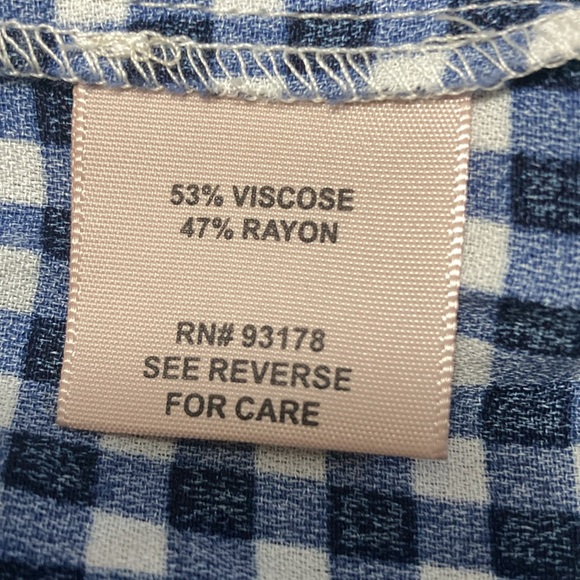 53% VISCOSE
47% RAYON
RN# 93178
SEE REVERSE
FOR CARE